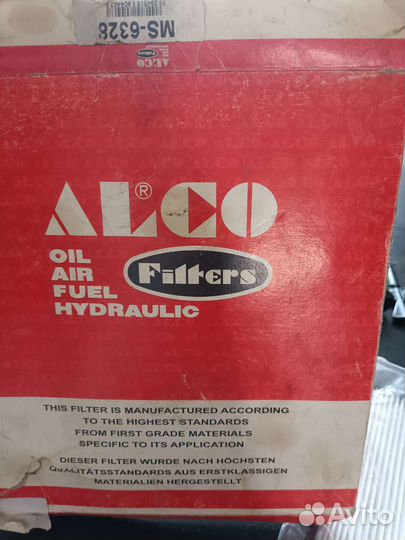 MS-6328
ALCO
Filters
ALCO®
OIL
AIR
FUEL
HYDRAULIC
Filters
THIS FILTER IS MANUFACTURED ACCORDING
TO THE HIGHEST STANDARDS
FROM FIRST GRADE MATERIALS
SPECIFIC TO ITS APPLICATION
DIESER FILTER WURDE NACH HÖCHSTEN
QUALITÄTSSTANDARDS AUS ERSTKLASSIGEN
MATERIALIEN HERGESTELLT
Avito